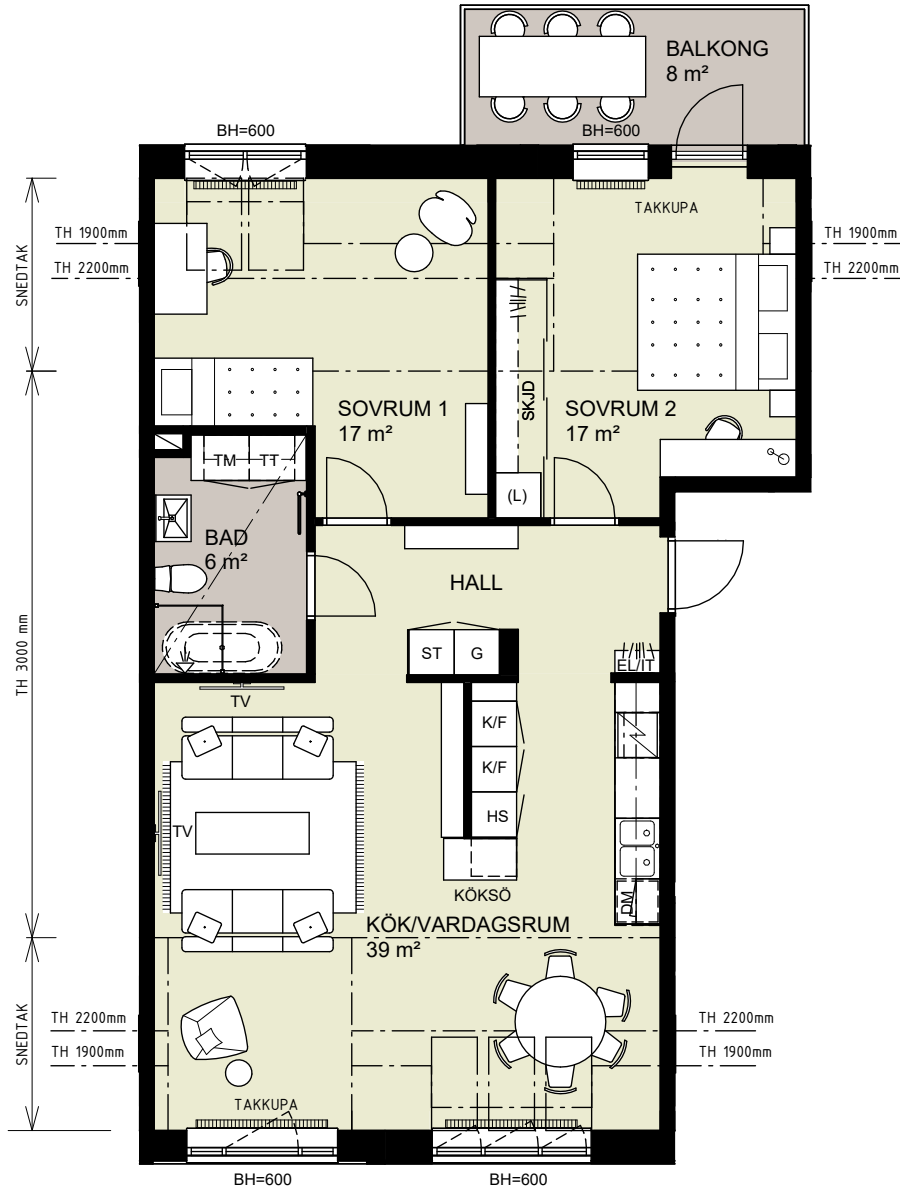 BALKONG
8 m²
BH=600
BH=600
TAKKUPA
TH 1900mm
TH 2200mm
TH 1900mm
TH 2200mm
SNEDTAK
SKJD
SOVRUM 1
17 m²
SOVRUM 2
17 m²
TM
TT
(L)
BAD
6 m²
HALL
TH 3000 mm
ST
G
EL/IT
TV
K/F
K/F
HS
TV
DM
KÖKSÖ
KÖK/VARDAGSRUM
39 m²
SNEDTAK
TH 2200mm
TH 1900mm
TH 2200mm
TH 1900mm
TAKKUPA
BH=600
BH=600